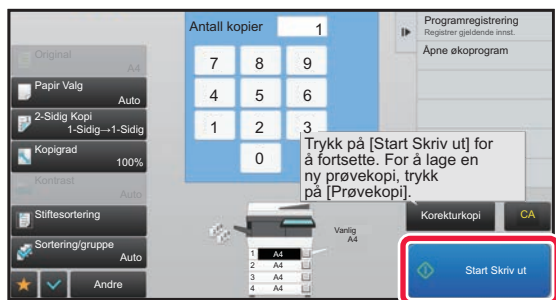 Original
A4
Papir Valg
Auto
2-Sidig Kopi
1-Sidig→1-Sidig
Kopigrad
100%
Kontrast
Auto
Stiftesortering
Sortering/gruppe
Auto
Andre
Antall kopier 1
7 8 9
4 5 6
1 2 3
0
Trykk på [Start Skriv ut] for
å fortsette. For å lage en
ny prøvekopi, trykk
på [Prøvekopi].
Vanlig
A4
1 A4
2 A4
3 A4
4 A4
Programregistrering
Registrer gjeldende innst.
Åpne økoprogram
Korekturkopi CA
Start Skriv ut